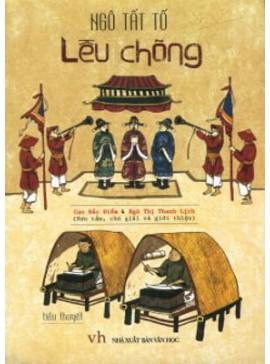 NGÔ TẤT TỐ
Lều chõng
Cao Đắc Điểm & Ngô Thị Thanh Lịch
(Sưu tầm, chú giải và giới thiệu)
tiểu thuyết
vh NHÀ XUẤT BẢN VĂN HỌC